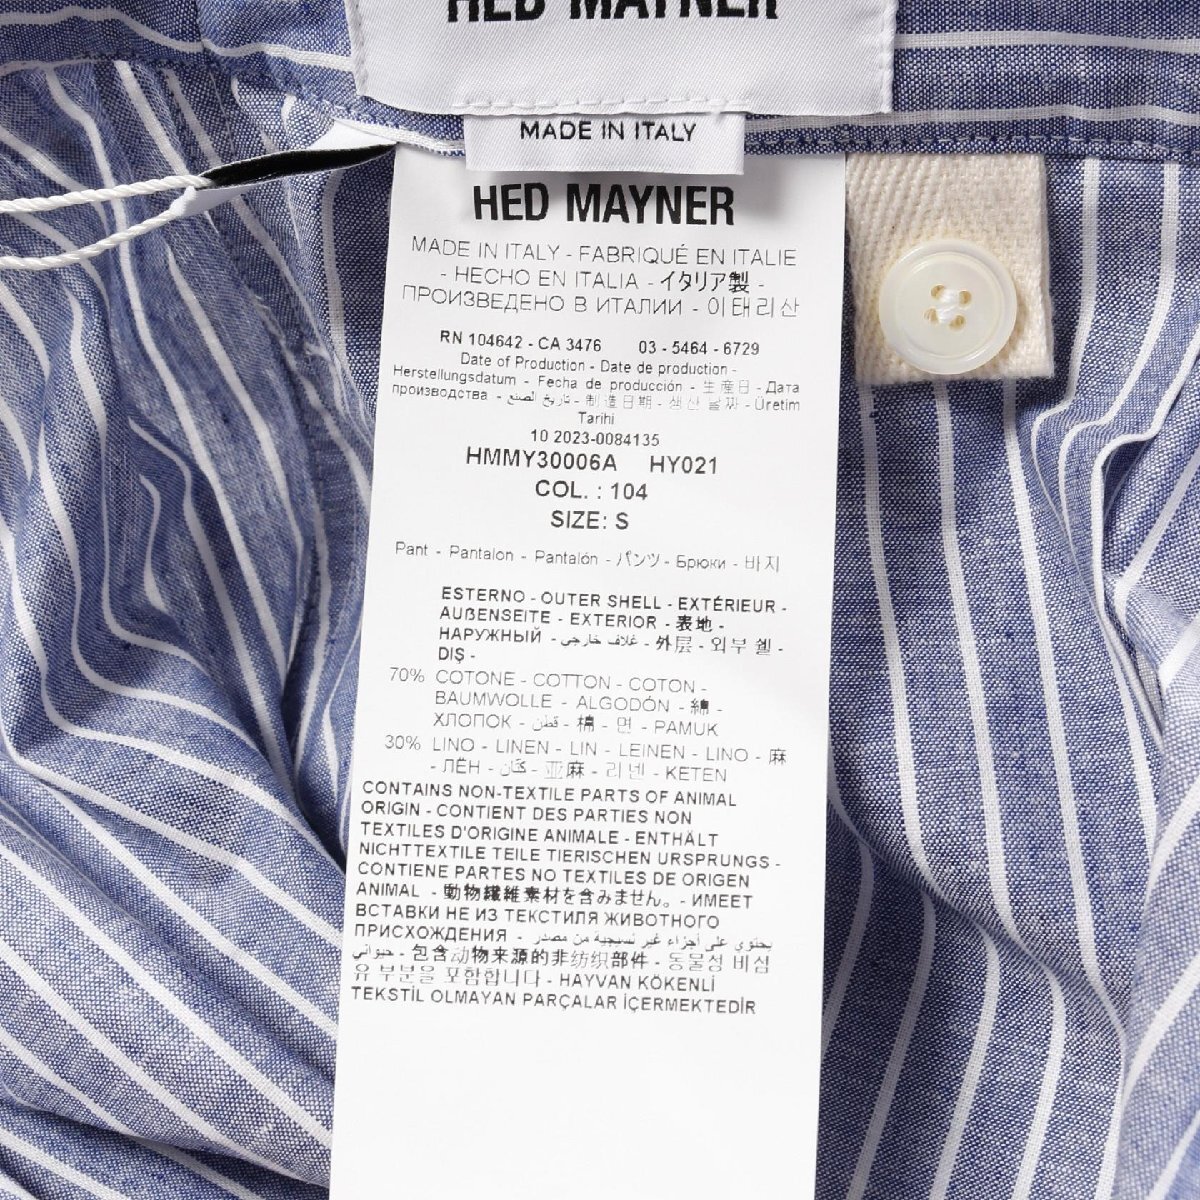 HED MAYNER
MADE IN ITALY
HED MAYNER
MADE IN ITALY - FABRIQUÉ EN ITALIE
- HECHO EN ITALIA - イタリア製 -
ПРОИЗВЕДЕНО В ИТАЛИИ - 이태리산
RN 104642 - CA 3476 03 - 5464 - 6729
Date of Production - Date de production -
Herstellungsdatum - Fecha de producción - 生産日 - Дата
производства - تاريخ الصنع - 制造日期 - 생산 날짜 - Üretim
Tarihi
10 2023-0084135
HMMY30006A HY021
COL. : 104
SIZE: S
Pant - Pantalon - Pantalón - パンツ - Брюки - 바지
ESTERNO - OUTER SHELL - EXTÉRIEUR -
AUßENSEITE - EXTERIOR - 表地 -
НАРУЖНЫЙ - غلاف خارجي - 外层 - 외부 쉘 -
DIŞ -
70% COTONE - COTTON - COTON -
BAUMWOLLE - ALGODÓN - 綿 -
ХЛОПОК - قطن - 棉 - 면 - PAMUK
30% LINO - LINEN - LIN - LEINEN - LINO - 麻
- ЛЁН - كتّان - 亚麻 - 리넨 - KETEN
CONTAINS NON-TEXTILE PARTS OF ANIMAL
ORIGIN - CONTIENT DES PARTIES NON
TEXTILES D'ORIGINE ANIMALE - ENTHÄLT
NICHTTEXTILE TEILE TIERISCHEN URSPRUNGS -
CONTIENE PARTES NO TEXTILES DE ORIGEN
ANIMAL - 動物繊維素材を含みません。 - ИМЕЕТ
ВСТАВКИ НЕ ИЗ ТЕКСТИЛЯ ЖИВОТНОГО
ПРОИСХОЖДЕНИЯ - يحتوي على أجزاء غير نسيجية من مصدر
حيواني - 包含动物来源的非纺织部件 - 동물성 비섬
유 부분을 포함합니다 - HAYVAN KÖKENLİ
TEKSTİL OLMAYAN PARÇALAR İÇERMEKTEDİR